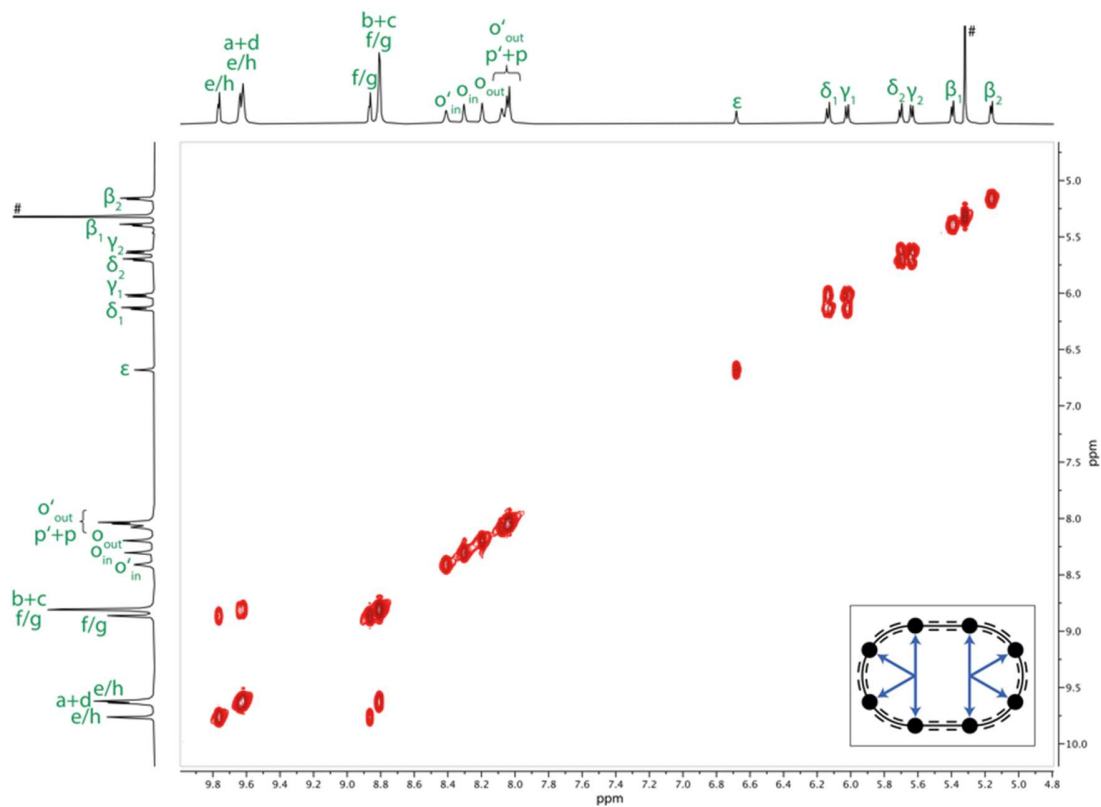 b+c
f/g
o'out
p'+p
a+d
e/h
e/h
f/g
o'in
oin
oout
ε
δ1
γ1
δ2
γ2
β1
#
β2
β2
#
β1
γ2
δ2
γ1
δ1
ε
o'out
p'+p
oout
oin
o'in
b+c
f/g
f/g
a+d
e/h
e/h
5.0
5.5
6.0
6.5
7.0
7.5
8.0
8.5
9.0
9.5
10.0
ppm
9.8 9.6 9.4 9.2 9.0 8.8 8.6 8.4 8.2 8.0 7.8 7.6 7.4 7.2 7.0 6.8 6.6 6.4 6.2 6.0 5.8 5.6 5.4 5.2 5.0 4.8
ppm